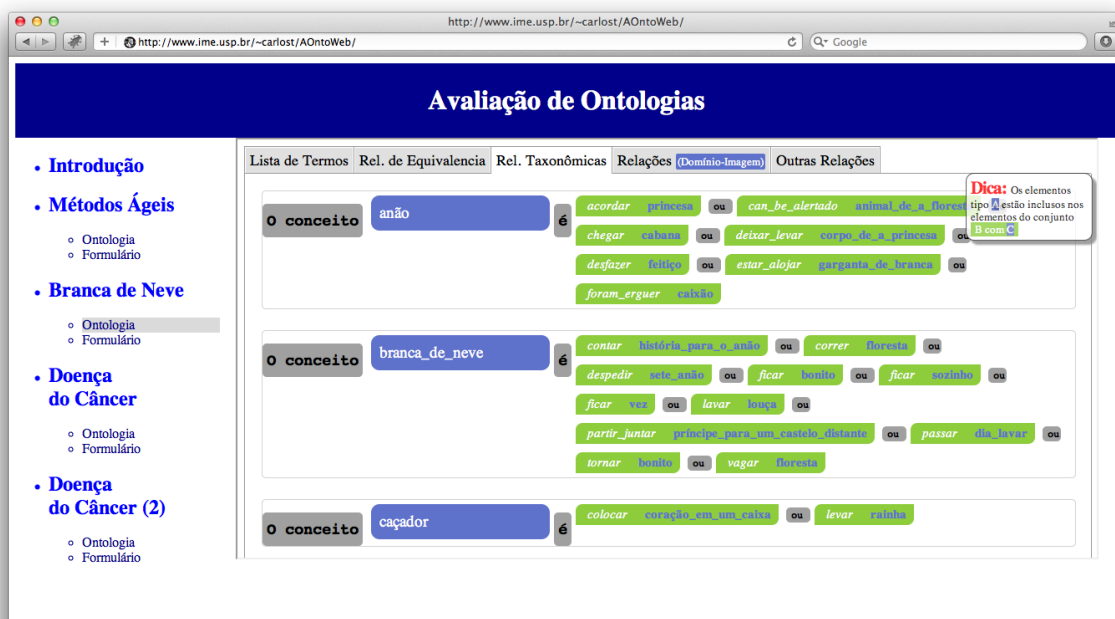 http://www.ime.usp.br/~carlost/AOntoWeb/
http://www.ime.usp.br/~carlost/AOntoWeb/
Google
Avaliação de Ontologias
Introdução
Métodos Ágeis
Ontologia
Formulário
Branca de Neve
Ontologia
Formulário
Doença
do Câncer
Ontologia
Formulário
Doença
do Câncer (2)
Ontologia
Formulário
Lista de Termos Rel. de Equivalencia Rel. Taxonômicas Relações (Domínio-Imagem) Outras Relações
Dica: Os elementos
tipo A estão inclusos nos
elementos do conjunto
B com C
O conceito anão é acordar princesa ou can_be_alertado
chegar cabana ou deixar_levar corpo_de_a_princesa
desfazer feitiço ou estar_alojar garganta_de_branca ou
foram_erguer caixão
O conceito branca_de_neve é contar história_para_o_anão ou correr floresta ou
despedir sete_anão ou ficar bonito ou ficar sozinho ou
ficar vez ou lavar louça ou
partir_juntar príncipe_para_um_castelo_distante ou passar dia_lavar ou
tornar bonito ou vagar floresta
O conceito caçador é colocar coração_em_um_caixa ou levar rainha